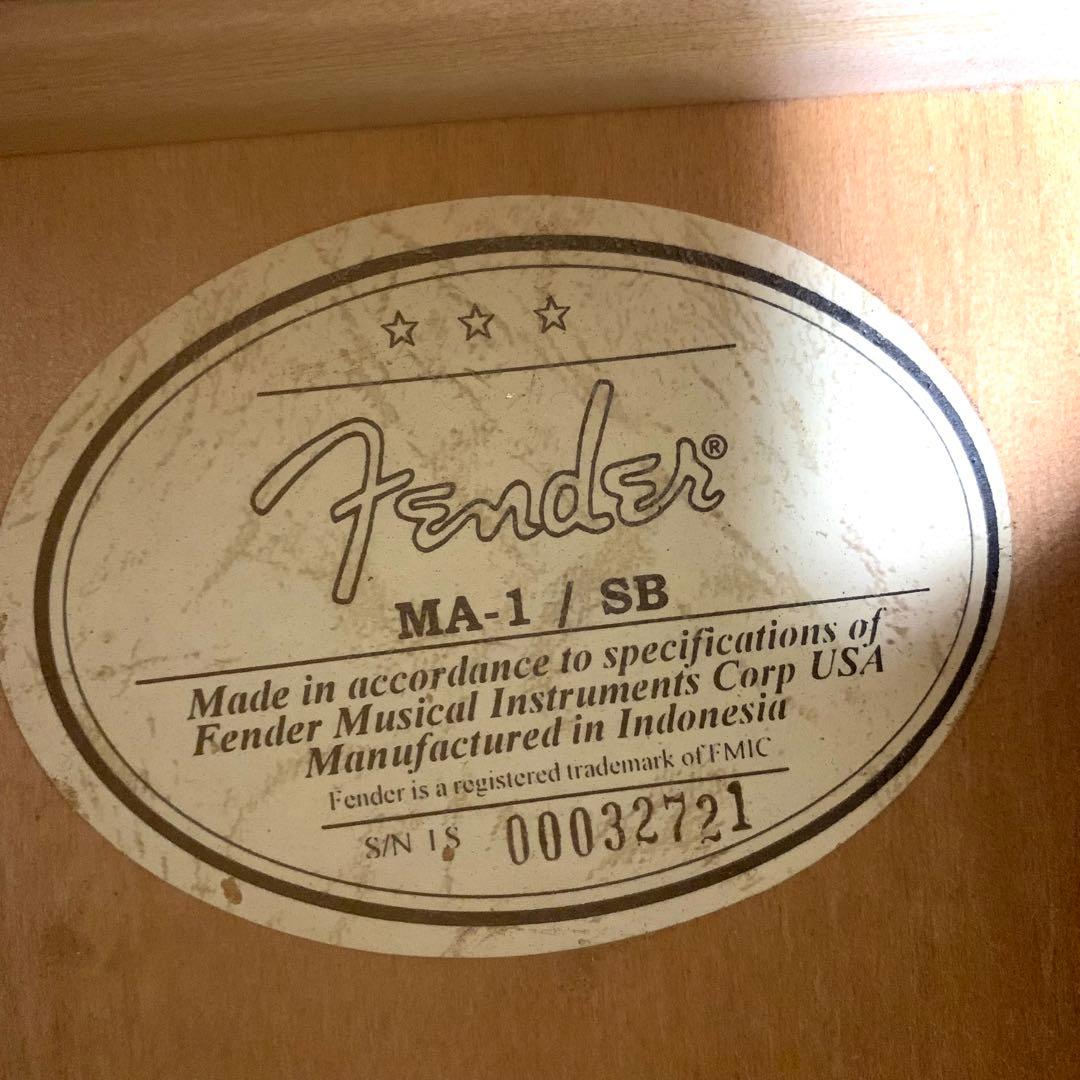 Fender®
MA-1 / SB
Made in accordance to specifications of
Fender Musical Instruments Corp USA
Manufactured in Indonesia
Fender is a registered trademark of FMIC
S/N IS 00032721